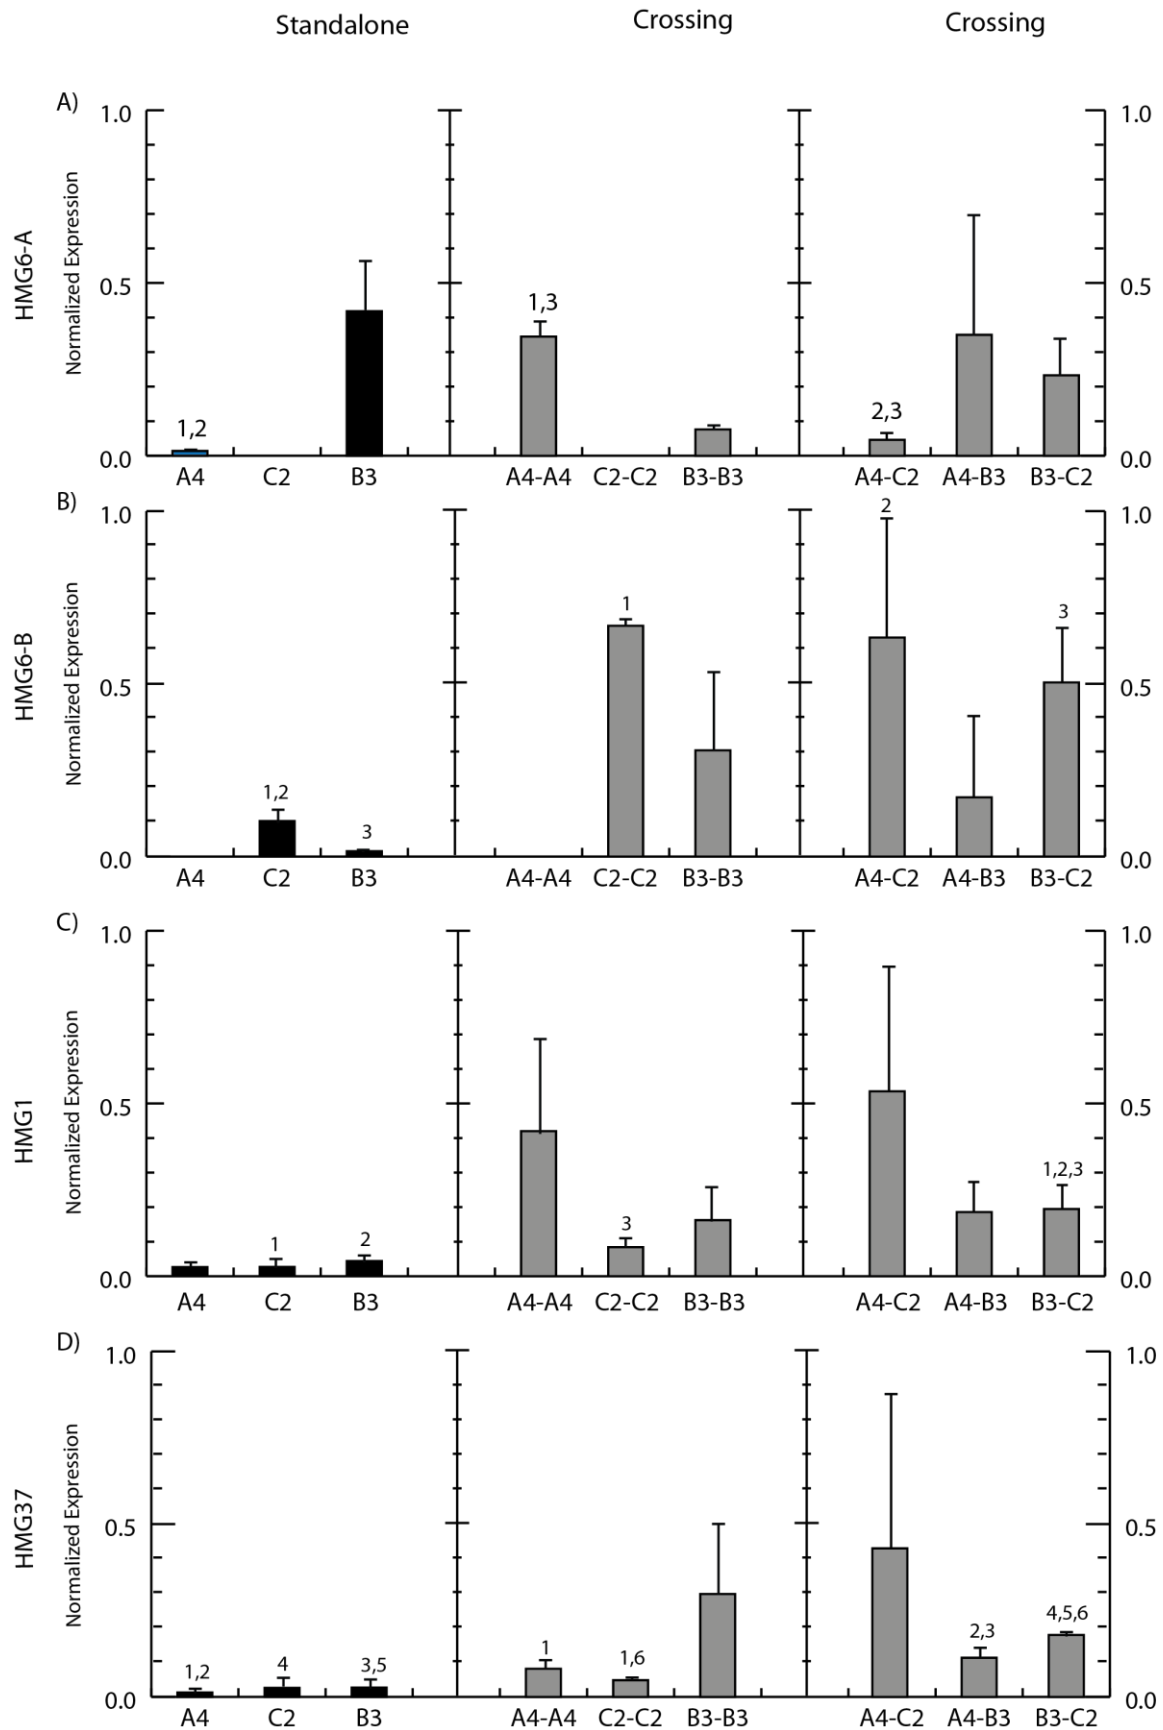 Standalone Crossing Crossing
A)
HMG6-A
Normalized Expression
1.0 1.0
0.5 0.5
0.0 0.0
1,2
1,3
2,3
A4 C2 B3 A4-A4 C2-C2 B3-B3 A4-C2 A4-B3 B3-C2
B)
HMG6-B
Normalized Expression
1.0 1.0
0.5 0.5
0.0 0.0
1,2
3
1
2
3
A4 C2 B3 A4-A4 C2-C2 B3-B3 A4-C2 A4-B3 B3-C2
C)
HMG1
Normalized Expression
1.0 1.0
0.5 0.5
0.0 0.0
1
2
3
1,2,3
A4 C2 B3 A4-A4 C2-C2 B3-B3 A4-C2 A4-B3 B3-C2
D)
HMG37
Normalized Expression
1.0 1.0
0.5 0.5
0.0 0.0
1,2
4
3,5
1
1,6
2,3
4,5,6
A4 C2 B3 A4-A4 C2-C2 B3-B3 A4-C2 A4-B3 B3-C2